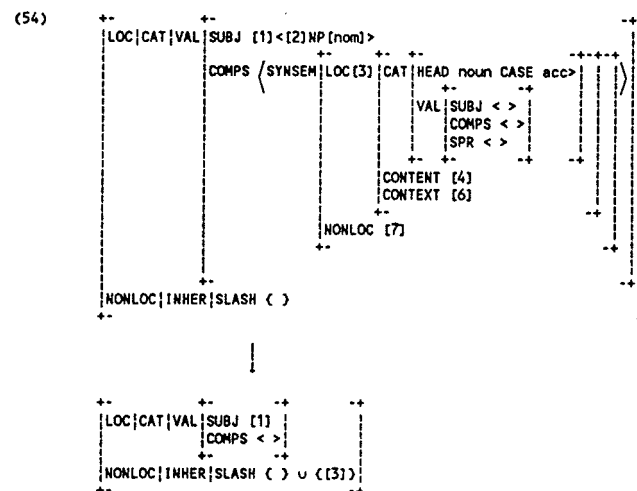 (54)
LOC|CAT|VAL|SUBJ [1]<[2]NP[nom]>
COMPS ⟨SYNSEM|LOC[3]|CAT|HEAD noun CASE acc>|⟩
VAL|SUBJ < >
COMPS < >
SPR < >
CONTENT [4]
CONTEXT [6]
NONLOC [7]
NONLOC|INHER|SLASH { }
↓
LOC|CAT|VAL|SUBJ [1]
COMPS < >
NONLOC|INHER|SLASH { } ∪ {[3]}